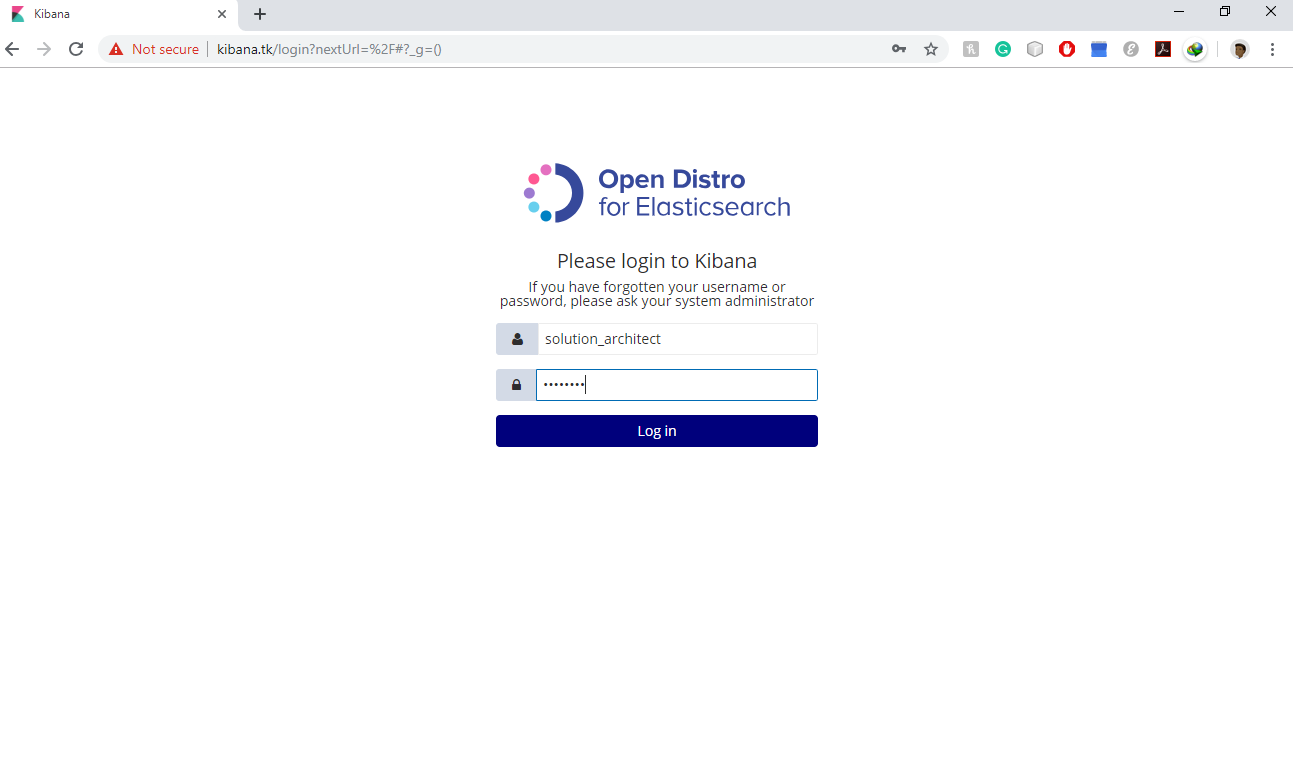 Kibana
Not secure | kibana.tk/login?nextUrl=%2F#?_g=()
Open Distro
for Elasticsearch
Please login to Kibana
If you have forgotten your username or
password, please ask your system administrator
solution_architect
••••••••
Log in